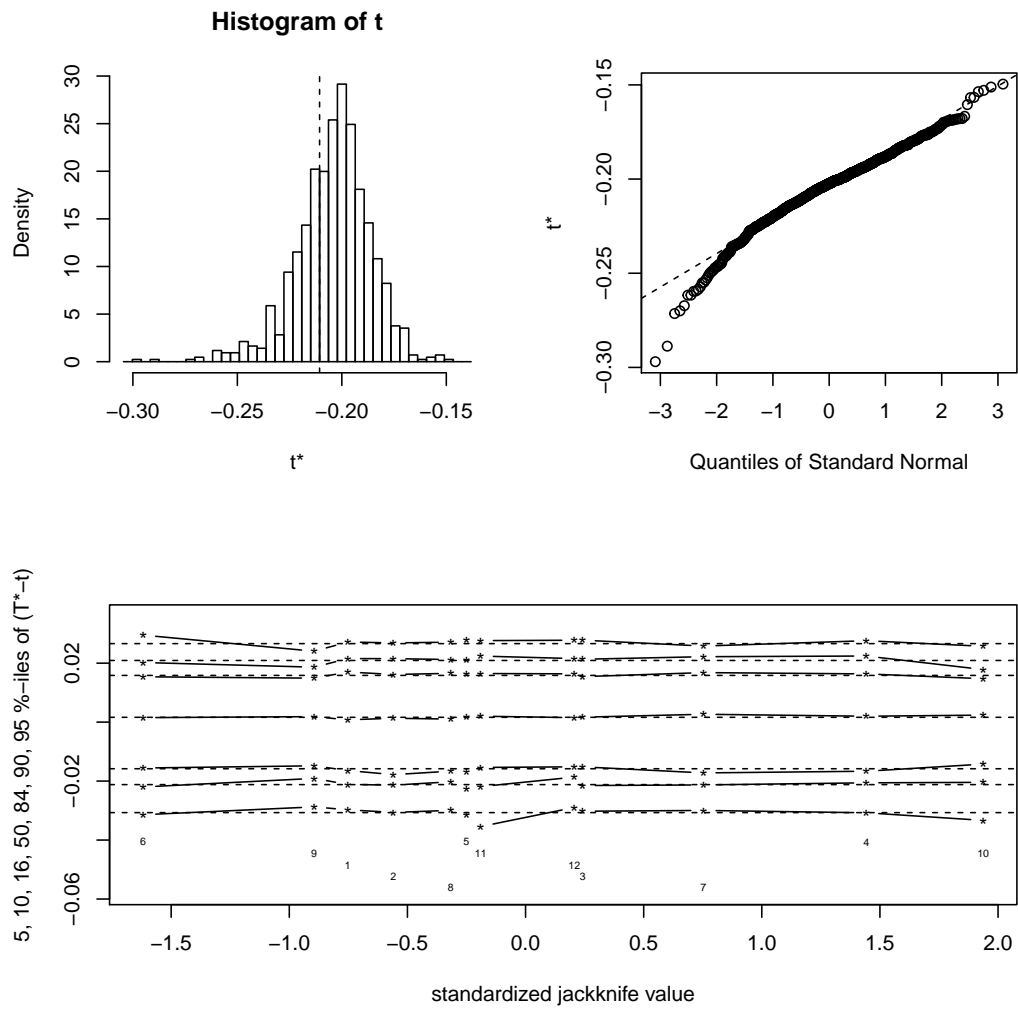 Histogram of t
Density
0 5 10 15 20 25 30
−0.30 −0.25 −0.20 −0.15
t*
t*
−0.30 −0.25 −0.20 −0.15
−3 −2 −1 0 1 2 3
Quantiles of Standard Normal
5, 10, 16, 50, 84, 90, 95 %−iles of (T*−t)
−0.06 −0.02 0.02
6 9 1 2 8 5 11 12 3 7 4 10
−1.5 −1.0 −0.5 0.0 0.5 1.0 1.5 2.0
standardized jackknife value